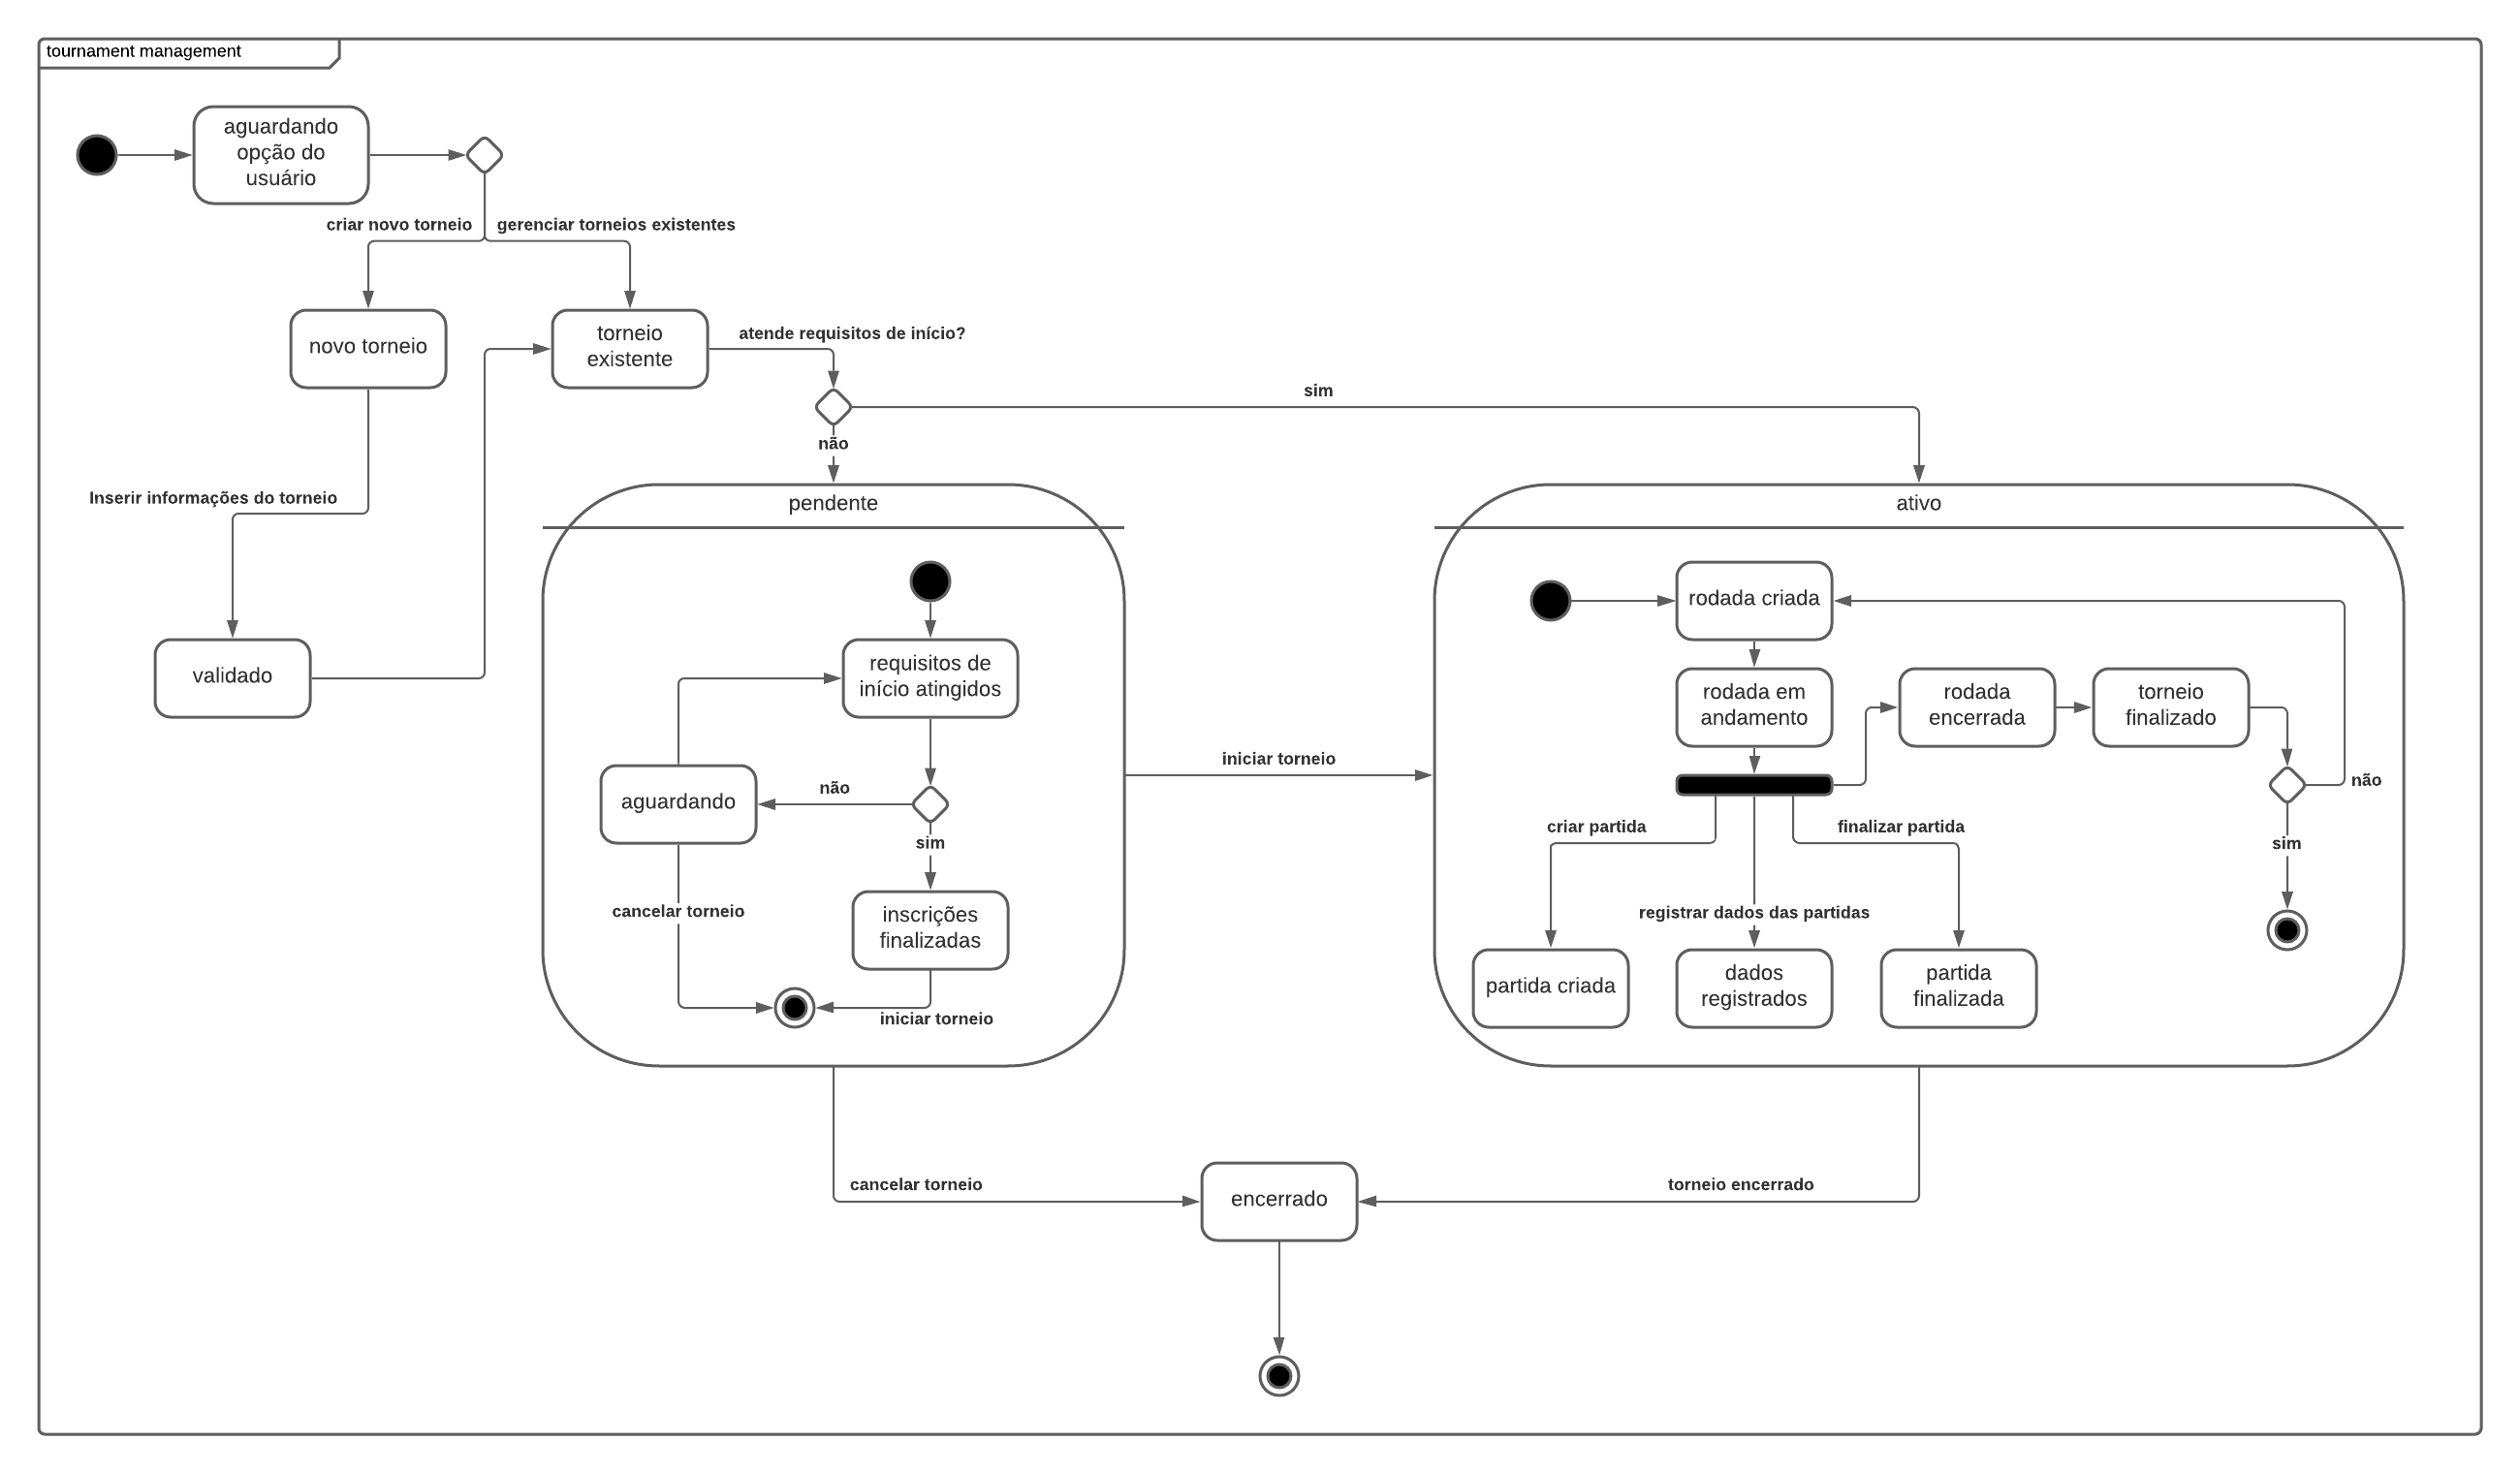 tournament management
aguardando
opção do
usuário
criar novo torneio
gerenciar torneios existentes
novo torneio
torneio
existente
atende requisitos de início?
sim
não
Inserir informações do torneio
validado
pendente
requisitos de
início atingidos
aguardando
não
sim
cancelar torneio
inscrições
finalizadas
iniciar torneio
iniciar torneio
ativo
rodada criada
rodada em
andamento
rodada
encerrada
torneio
finalizado
não
sim
criar partida
finalizar partida
registrar dados das partidas
partida criada
dados
registrados
partida
finalizada
cancelar torneio
encerrado
torneio encerrado